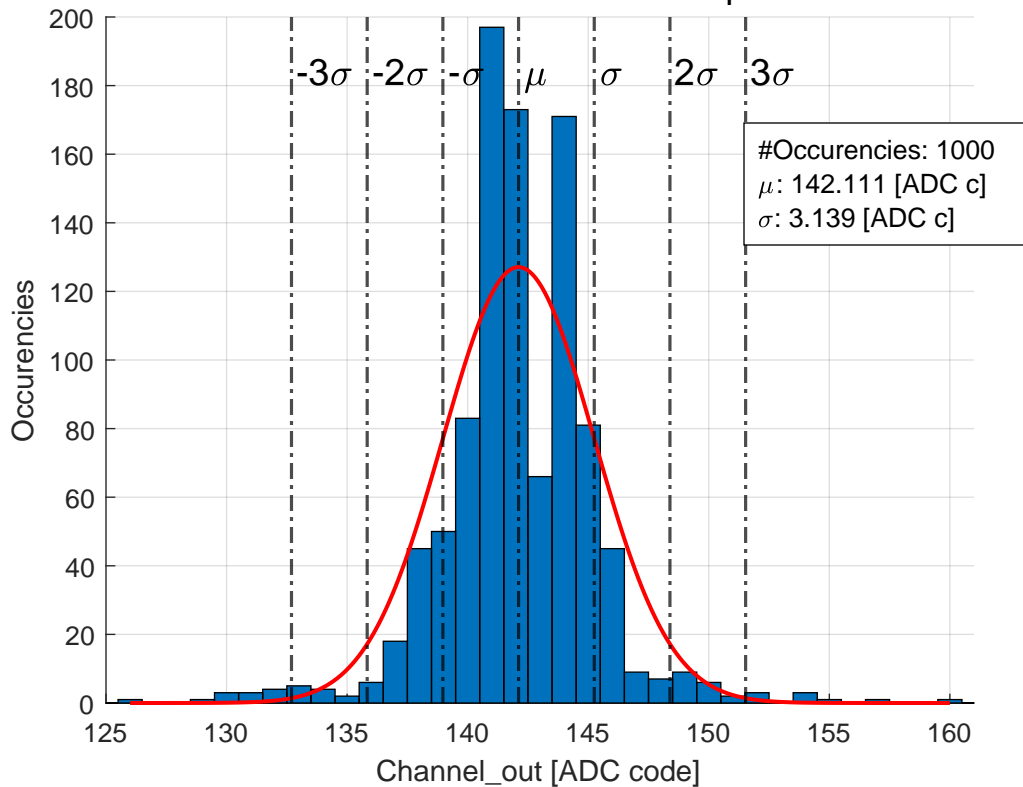 200
180
160
140
120
100
80
60
40
20
0
Occurencies
-3σ -2σ -σ μ σ 2σ 3σ
#Occurencies: 1000
μ: 142.111 [ADC c]
σ: 3.139 [ADC c]
125 130 135 140 145 150 155 160
Channel_out [ADC code]